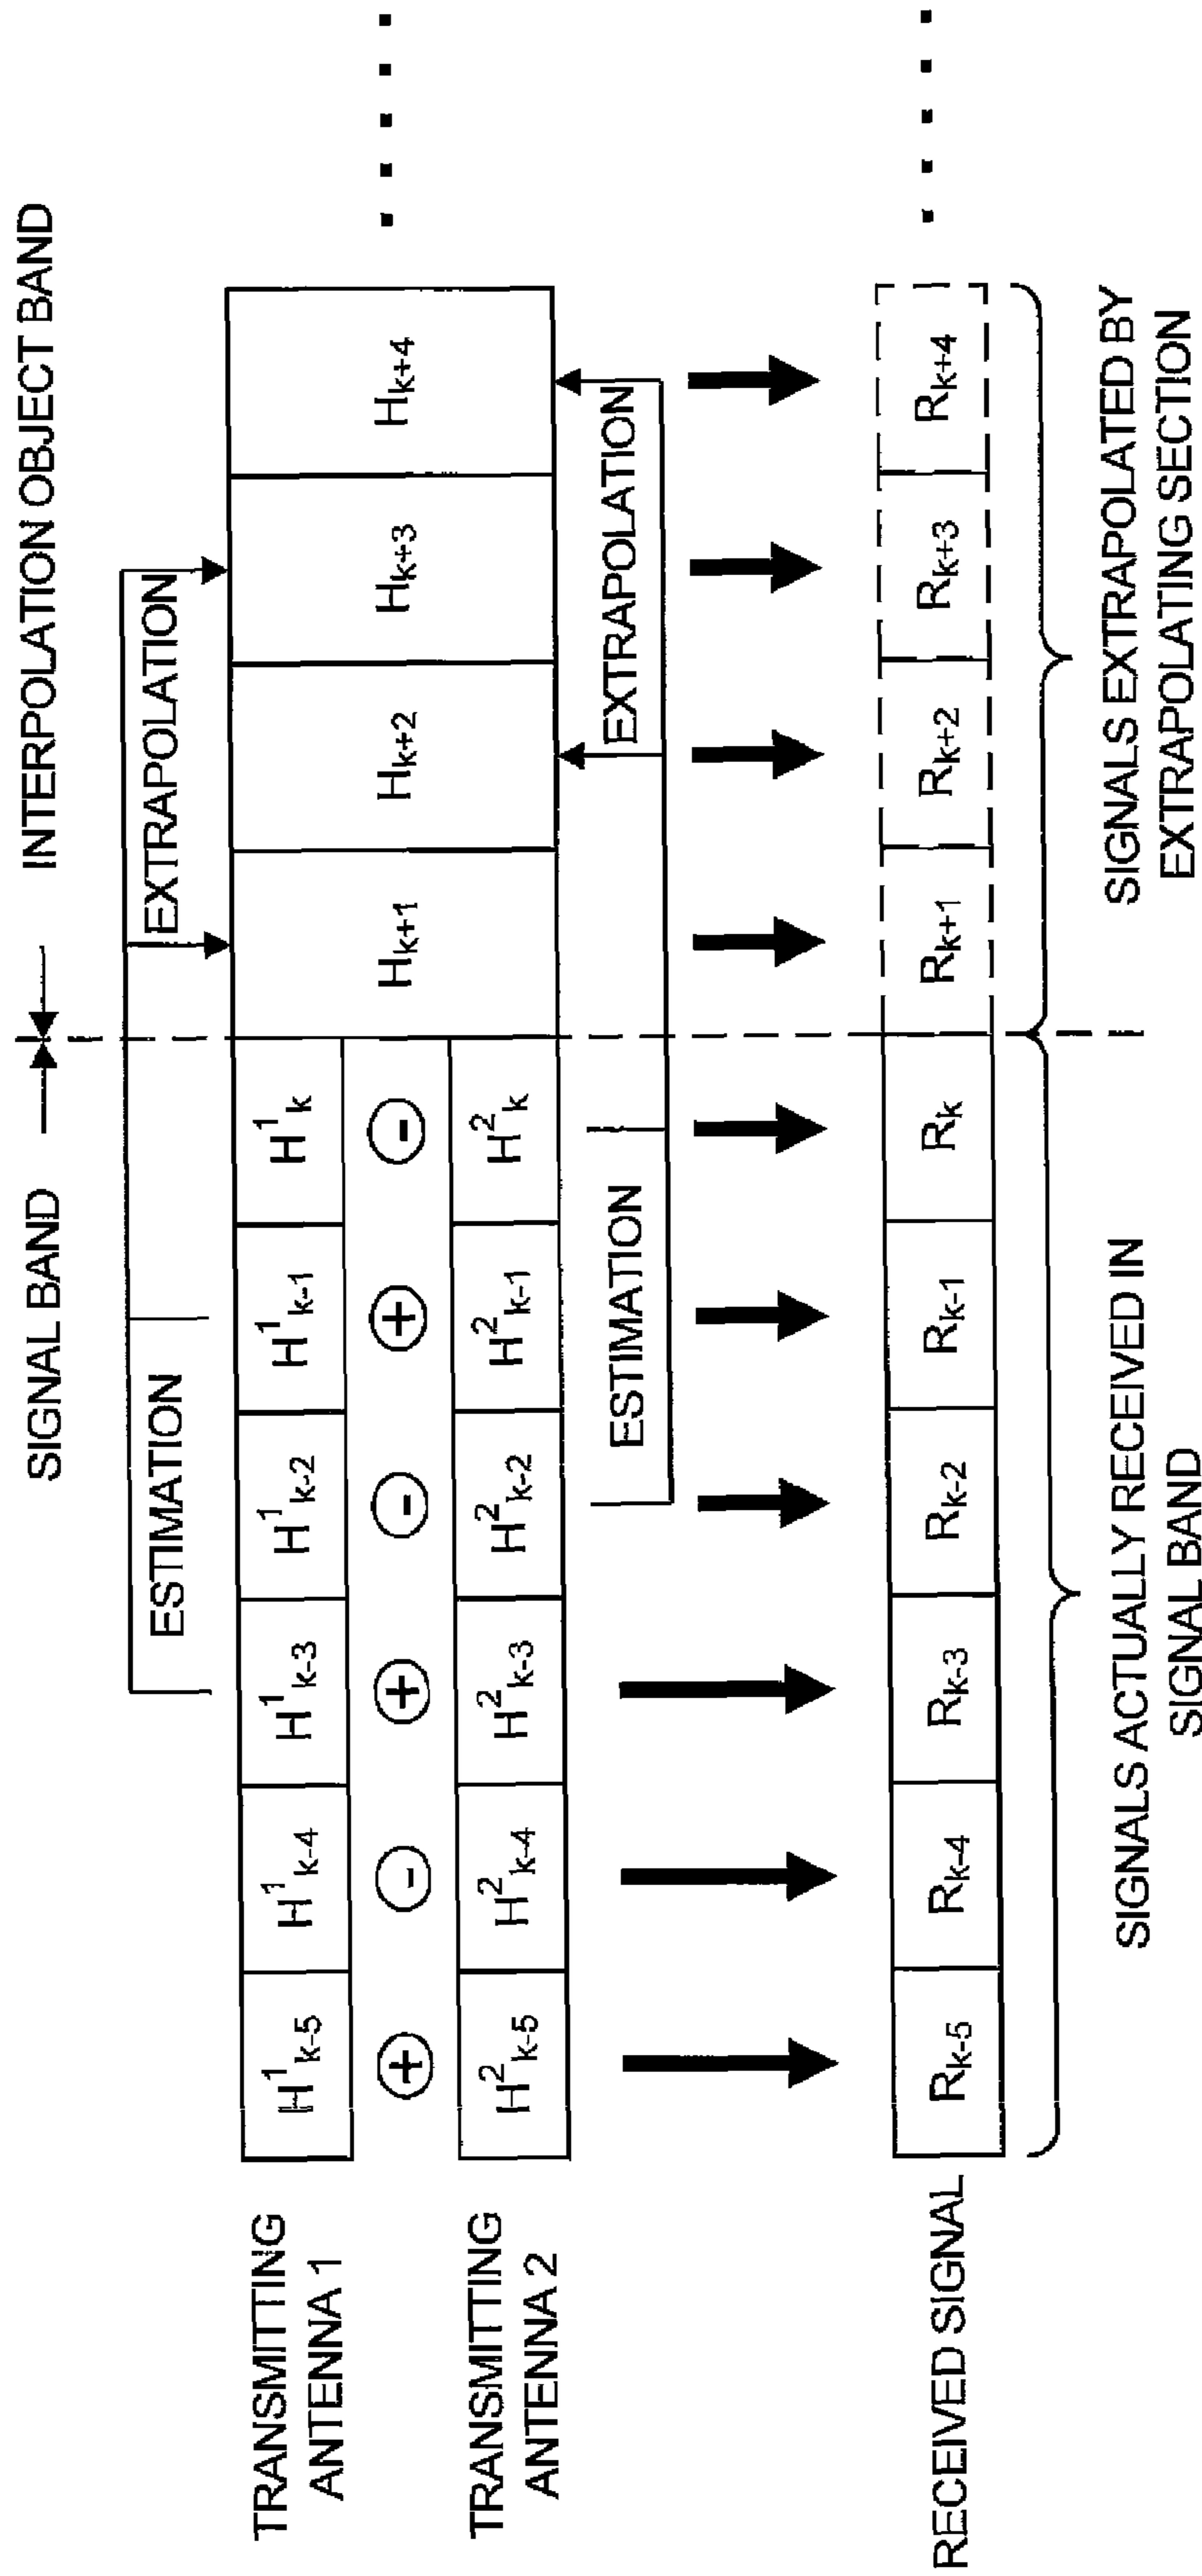 SIGNAL BAND
INTERPOLATION OBJECT BAND
ESTIMATION
EXTRAPOLATION
TRANSMITTING
ANTENNA 1
H¹k-5 H¹k-4 H¹k-3 H¹k-2 H¹k-1 H¹k
+ - + - + -
Hk+1 Hk+2 Hk+3 Hk+4 . . . . .
TRANSMITTING
ANTENNA 2
H²k-5 H²k-4 H²k-3 H²k-2 H²k-1 H²k
ESTIMATION
EXTRAPOLATION
RECEIVED SIGNAL
Rk-5 Rk-4 Rk-3 Rk-2 Rk-1 Rk Rk+1 Rk+2 Rk+3 Rk+4 . . . . .
SIGNALS ACTUALLY RECEIVED IN
SIGNAL BAND
SIGNALS EXTRAPOLATED BY
EXTRAPOLATING SECTION